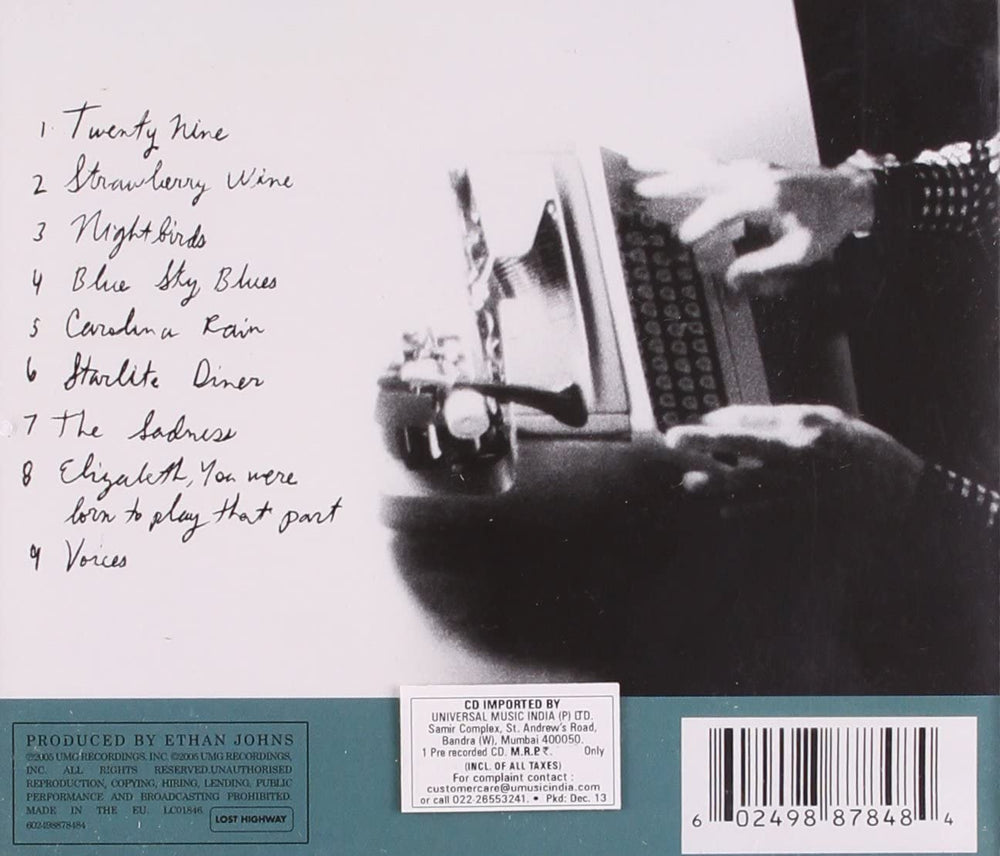 1 Twenty Nine
2 Strawberry Wine
3 Nightbirds
4 Blue Sky Blues
5 Carolina Rain
6 Starlite Diner
7 The Sadness
8 Elizabeth, You were
born to play that part
9 Voices
PRODUCED BY ETHAN JOHNS
℗2005 UMG RECORDINGS, INC. ©2005 UMG RECORDINGS,
INC. ALL RIGHTS RESERVED.UNAUTHORISED
REPRODUCTION, COPYING, HIRING, LENDING, PUBLIC
PERFORMANCE AND BROADCASTING PROHIBITED.
MADE IN THE EU. LC01846
602498878484
LOST HIGHWAY
CD IMPORTED BY
UNIVERSAL MUSIC INDIA (P) LTD.
Samir Complex, St. Andrew's Road,
Bandra (W), Mumbai 400050.
1 Pre recorded CD. M.R.P.₹. Only
(INCL. OF ALL TAXES)
For complaint contact :
customercare@umusicindia.com
or call 022-26553241. • Pkd: Dec. 13
6 02498 87848 4